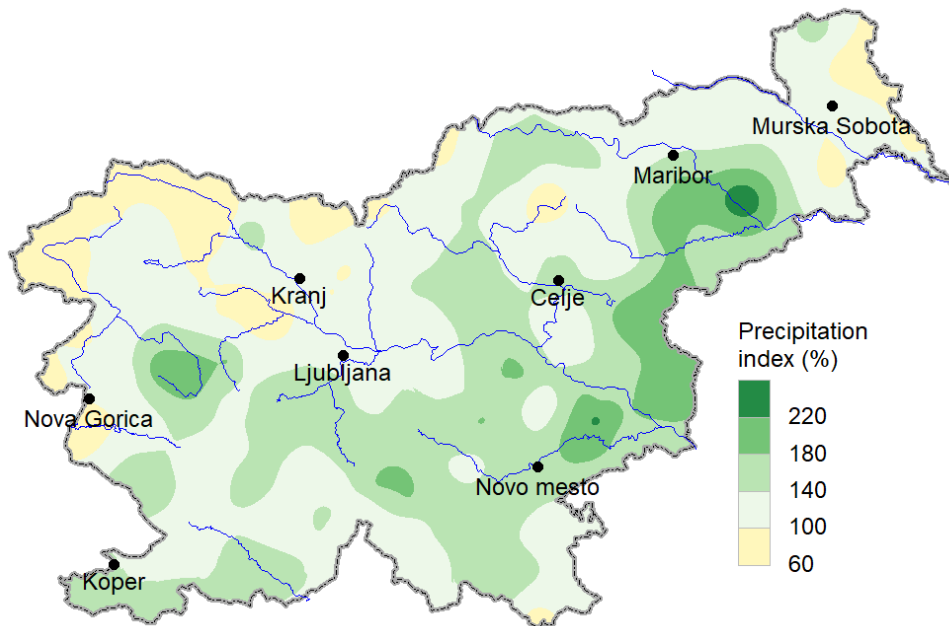 Murska Sobota
Maribor
Kranj
Celje
Ljubljana
Nova Gorica
Novo mesto
Koper
Precipitation
index (%)
220
180
140
100
60